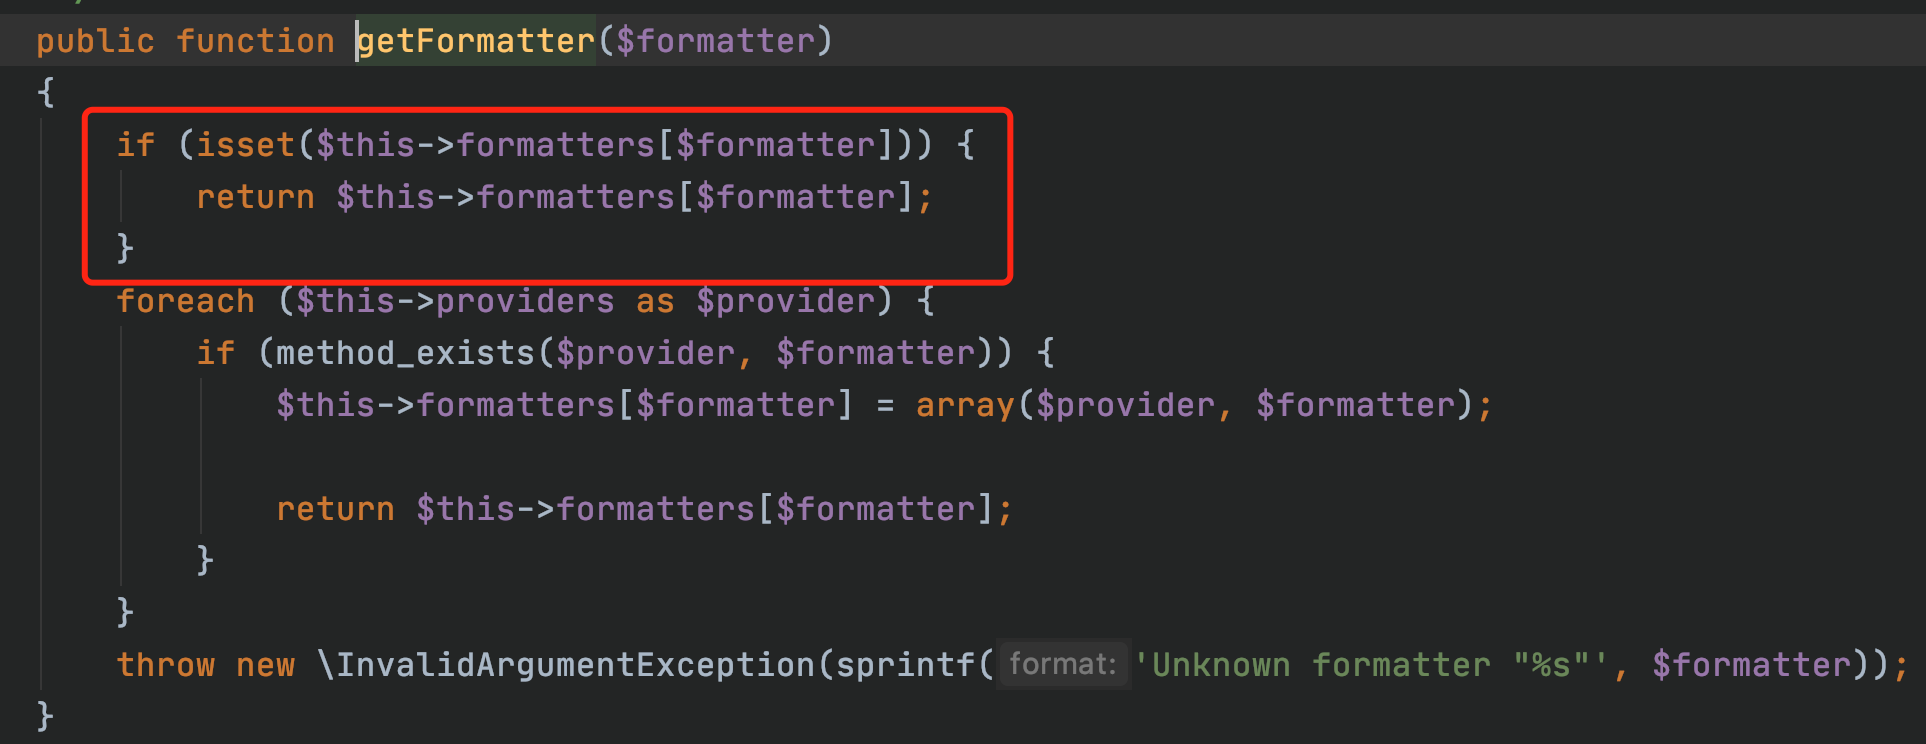 public function getFormatter($formatter)
{
    if (isset($this->formatters[$formatter])) {
        return $this->formatters[$formatter];
    }
    foreach ($this->providers as $provider) {
        if (method_exists($provider, $formatter)) {
            $this->formatters[$formatter] = array($provider, $formatter);

            return $this->formatters[$formatter];
        }
    }
    throw new \InvalidArgumentException(sprintf( format: 'Unknown formatter "%s"', $formatter));
}